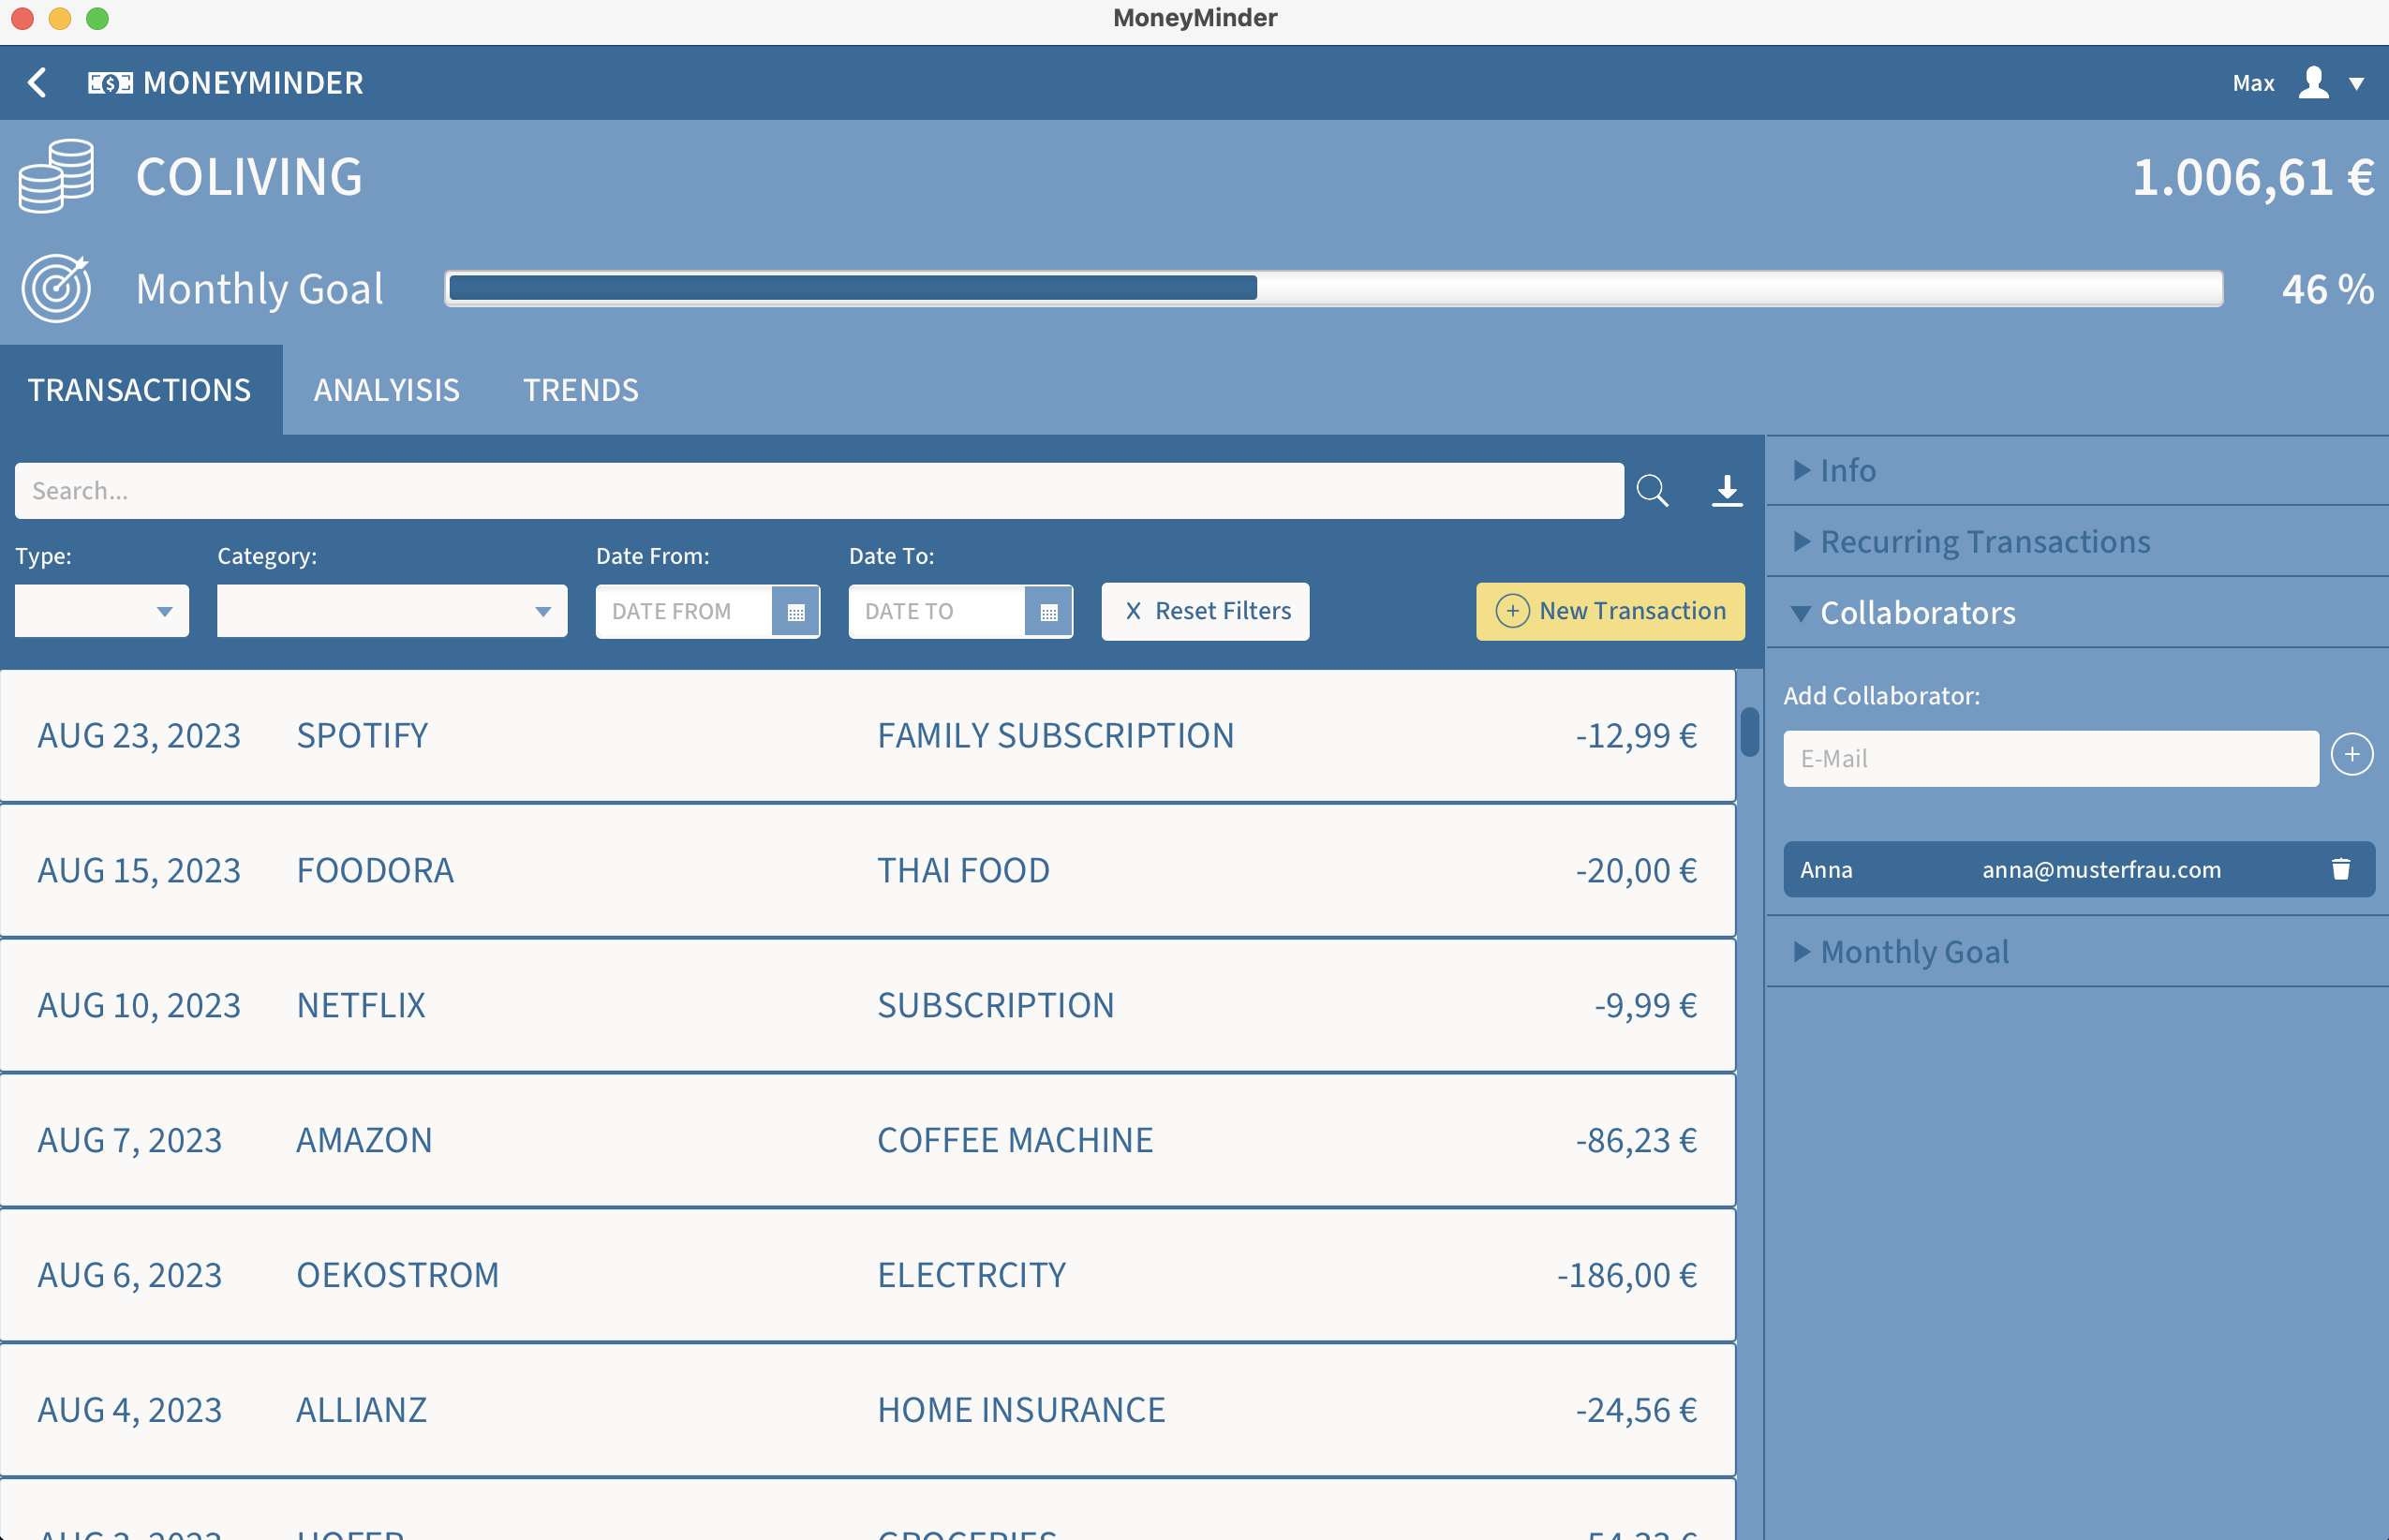 MoneyMinder
MONEYMINDER
Max
COLIVING
1.006,61 €
Monthly Goal
46 %
TRANSACTIONS
ANALYISIS
TRENDS
Search...
Type:
Category:
Date From:
Date To:
DATE FROM
DATE TO
X Reset Filters
New Transaction
AUG 23, 2023 SPOTIFY FAMILY SUBSCRIPTION -12,99 €
AUG 15, 2023 FOODORA THAI FOOD -20,00 €
AUG 10, 2023 NETFLIX SUBSCRIPTION -9,99 €
AUG 7, 2023 AMAZON COFFEE MACHINE -86,23 €
AUG 6, 2023 OEKOSTROM ELECTRCITY -186,00 €
AUG 4, 2023 ALLIANZ HOME INSURANCE -24,56 €
HOFER GROCERIES
Info
Recurring Transactions
Collaborators
Add Collaborator:
E-Mail
Anna anna@musterfrau.com
Monthly Goal